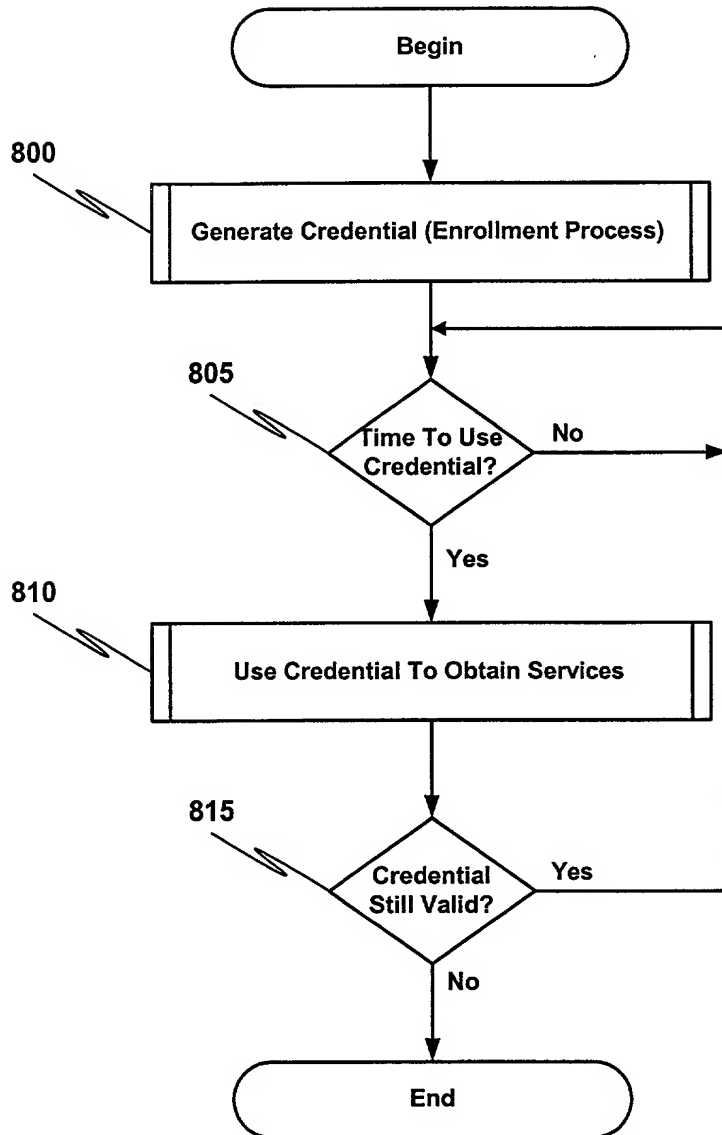 Begin
800
Generate Credential (Enrollment Process)
805
Time To Use
Credential?
No
Yes
810
Use Credential To Obtain Services
815
Credential
Still Valid?
Yes
No
End